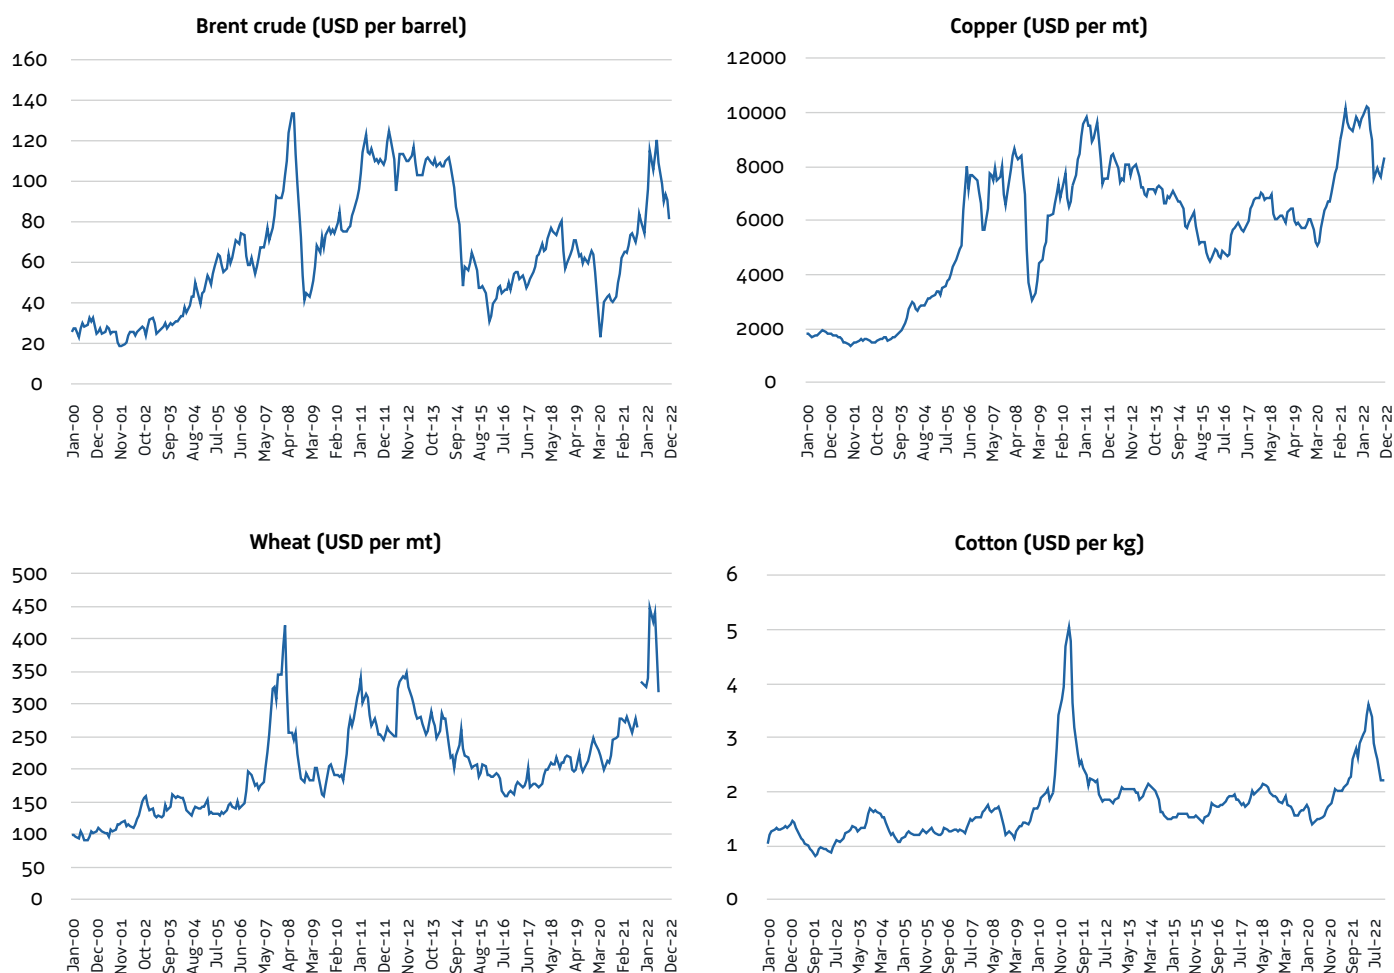 Brent crude (USD per barrel)
160
140
120
100
80
60
40
20
0
Jan-00
Dec-00
Nov-01
Oct-02
Sep-03
Aug-04
Jul-05
Jun-06
May-07
Apr-08
Mar-09
Feb-10
Jan-11
Dec-11
Nov-12
Oct-13
Sep-14
Aug-15
Jul-16
Jun-17
May-18
Apr-19
Mar-20
Feb-21
Jan-22
Dec-22
Copper (USD per mt)
12000
10000
8000
6000
4000
2000
0
Jan-00
Dec-00
Nov-01
Oct-02
Sep-03
Aug-04
Jul-05
Jun-06
May-07
Apr-08
Mar-09
Feb-10
Jan-11
Dec-11
Nov-12
Oct-13
Sep-14
Aug-15
Jul-16
Jun-17
May-18
Apr-19
Mar-20
Feb-21
Jan-22
Dec-22
Wheat (USD per mt)
500
450
400
350
300
250
200
150
100
50
0
Jan-00
Dec-00
Nov-01
Oct-02
Sep-03
Aug-04
Jul-05
Jun-06
May-07
Apr-08
Mar-09
Feb-10
Jan-11
Dec-11
Nov-12
Oct-13
Sep-14
Aug-15
Jul-16
Jun-17
May-18
Apr-19
Mar-20
Feb-21
Jan-22
Dec-22
Cotton (USD per kg)
6
5
4
3
2
1
0
Jan-00
Dec-00
Sep-01
Jul-02
May-03
Mar-04
Jan-05
Nov-05
Sep-06
Jul-07
May-08
Mar-09
Jan-10
Nov-10
Sep-11
Jul-12
May-13
Mar-14
Jan-15
Nov-15
Sep-16
Jul-17
May-18
Mar-19
Jan-20
Nov-20
Sep-21
Jul-22